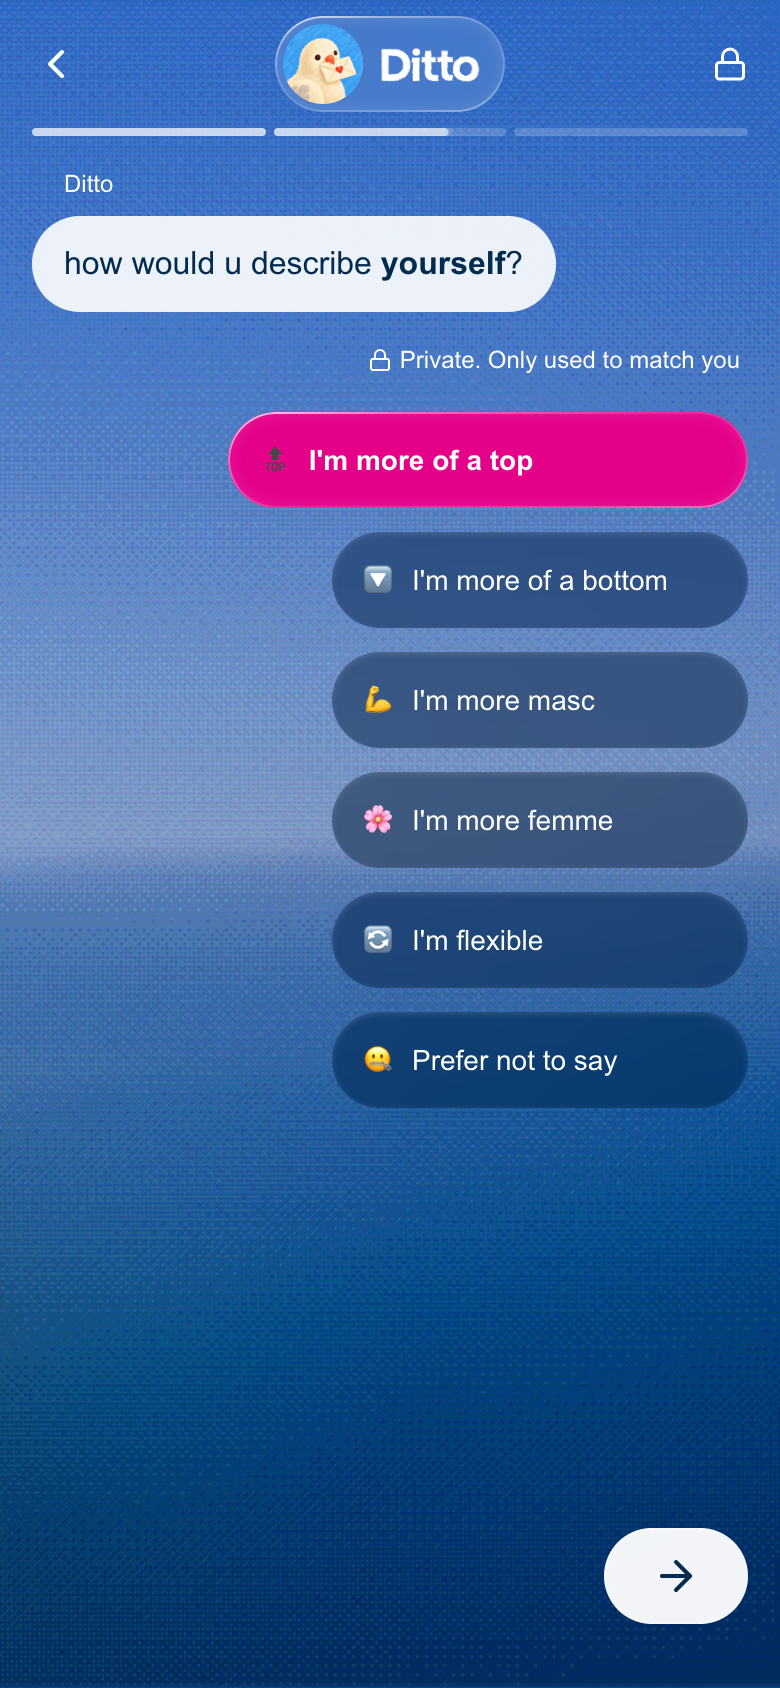 Ditto
Ditto
how would u describe yourself?
Private. Only used to match you
TOP I'm more of a top
I'm more of a bottom
I'm more masc
I'm more femme
I'm flexible
Prefer not to say